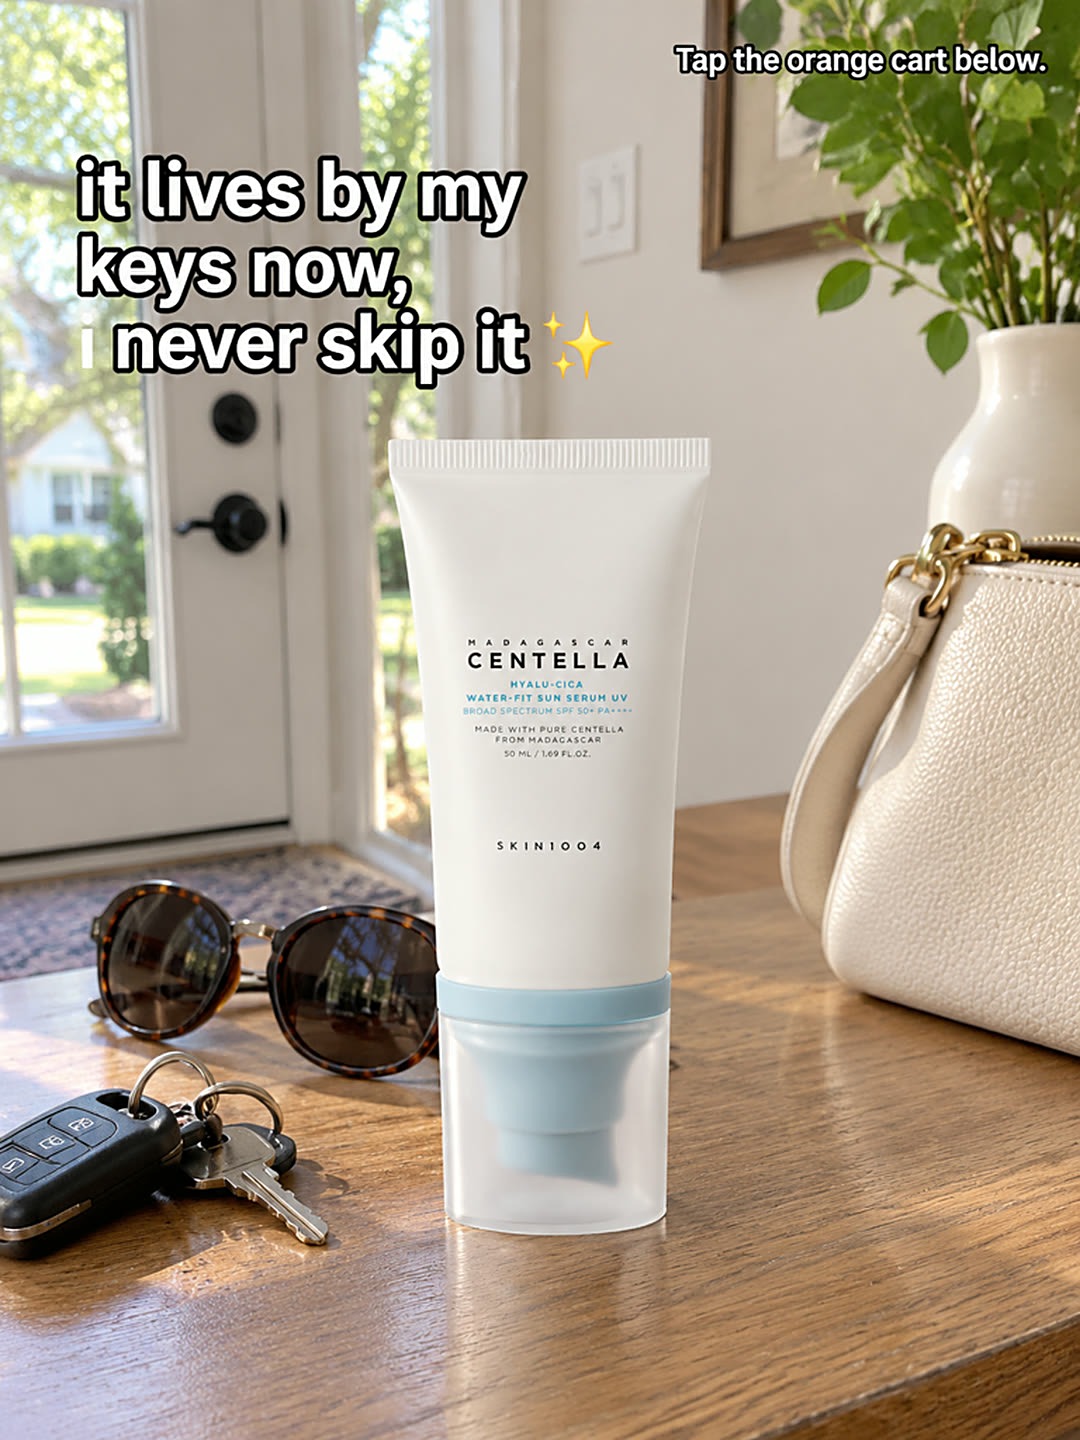 Tap the orange cart below.
it lives by my
keys now,
i never skip it ✨
MADAGASCAR
CENTELLA
HYALU-CICA
WATER-FIT SUN SERUM UV
BROAD SPECTRUM SPF 50+ PA++++
MADE WITH PURE CENTELLA
FROM MADAGASCAR
50 ML / 1.69 FL.OZ.
SKIN1004